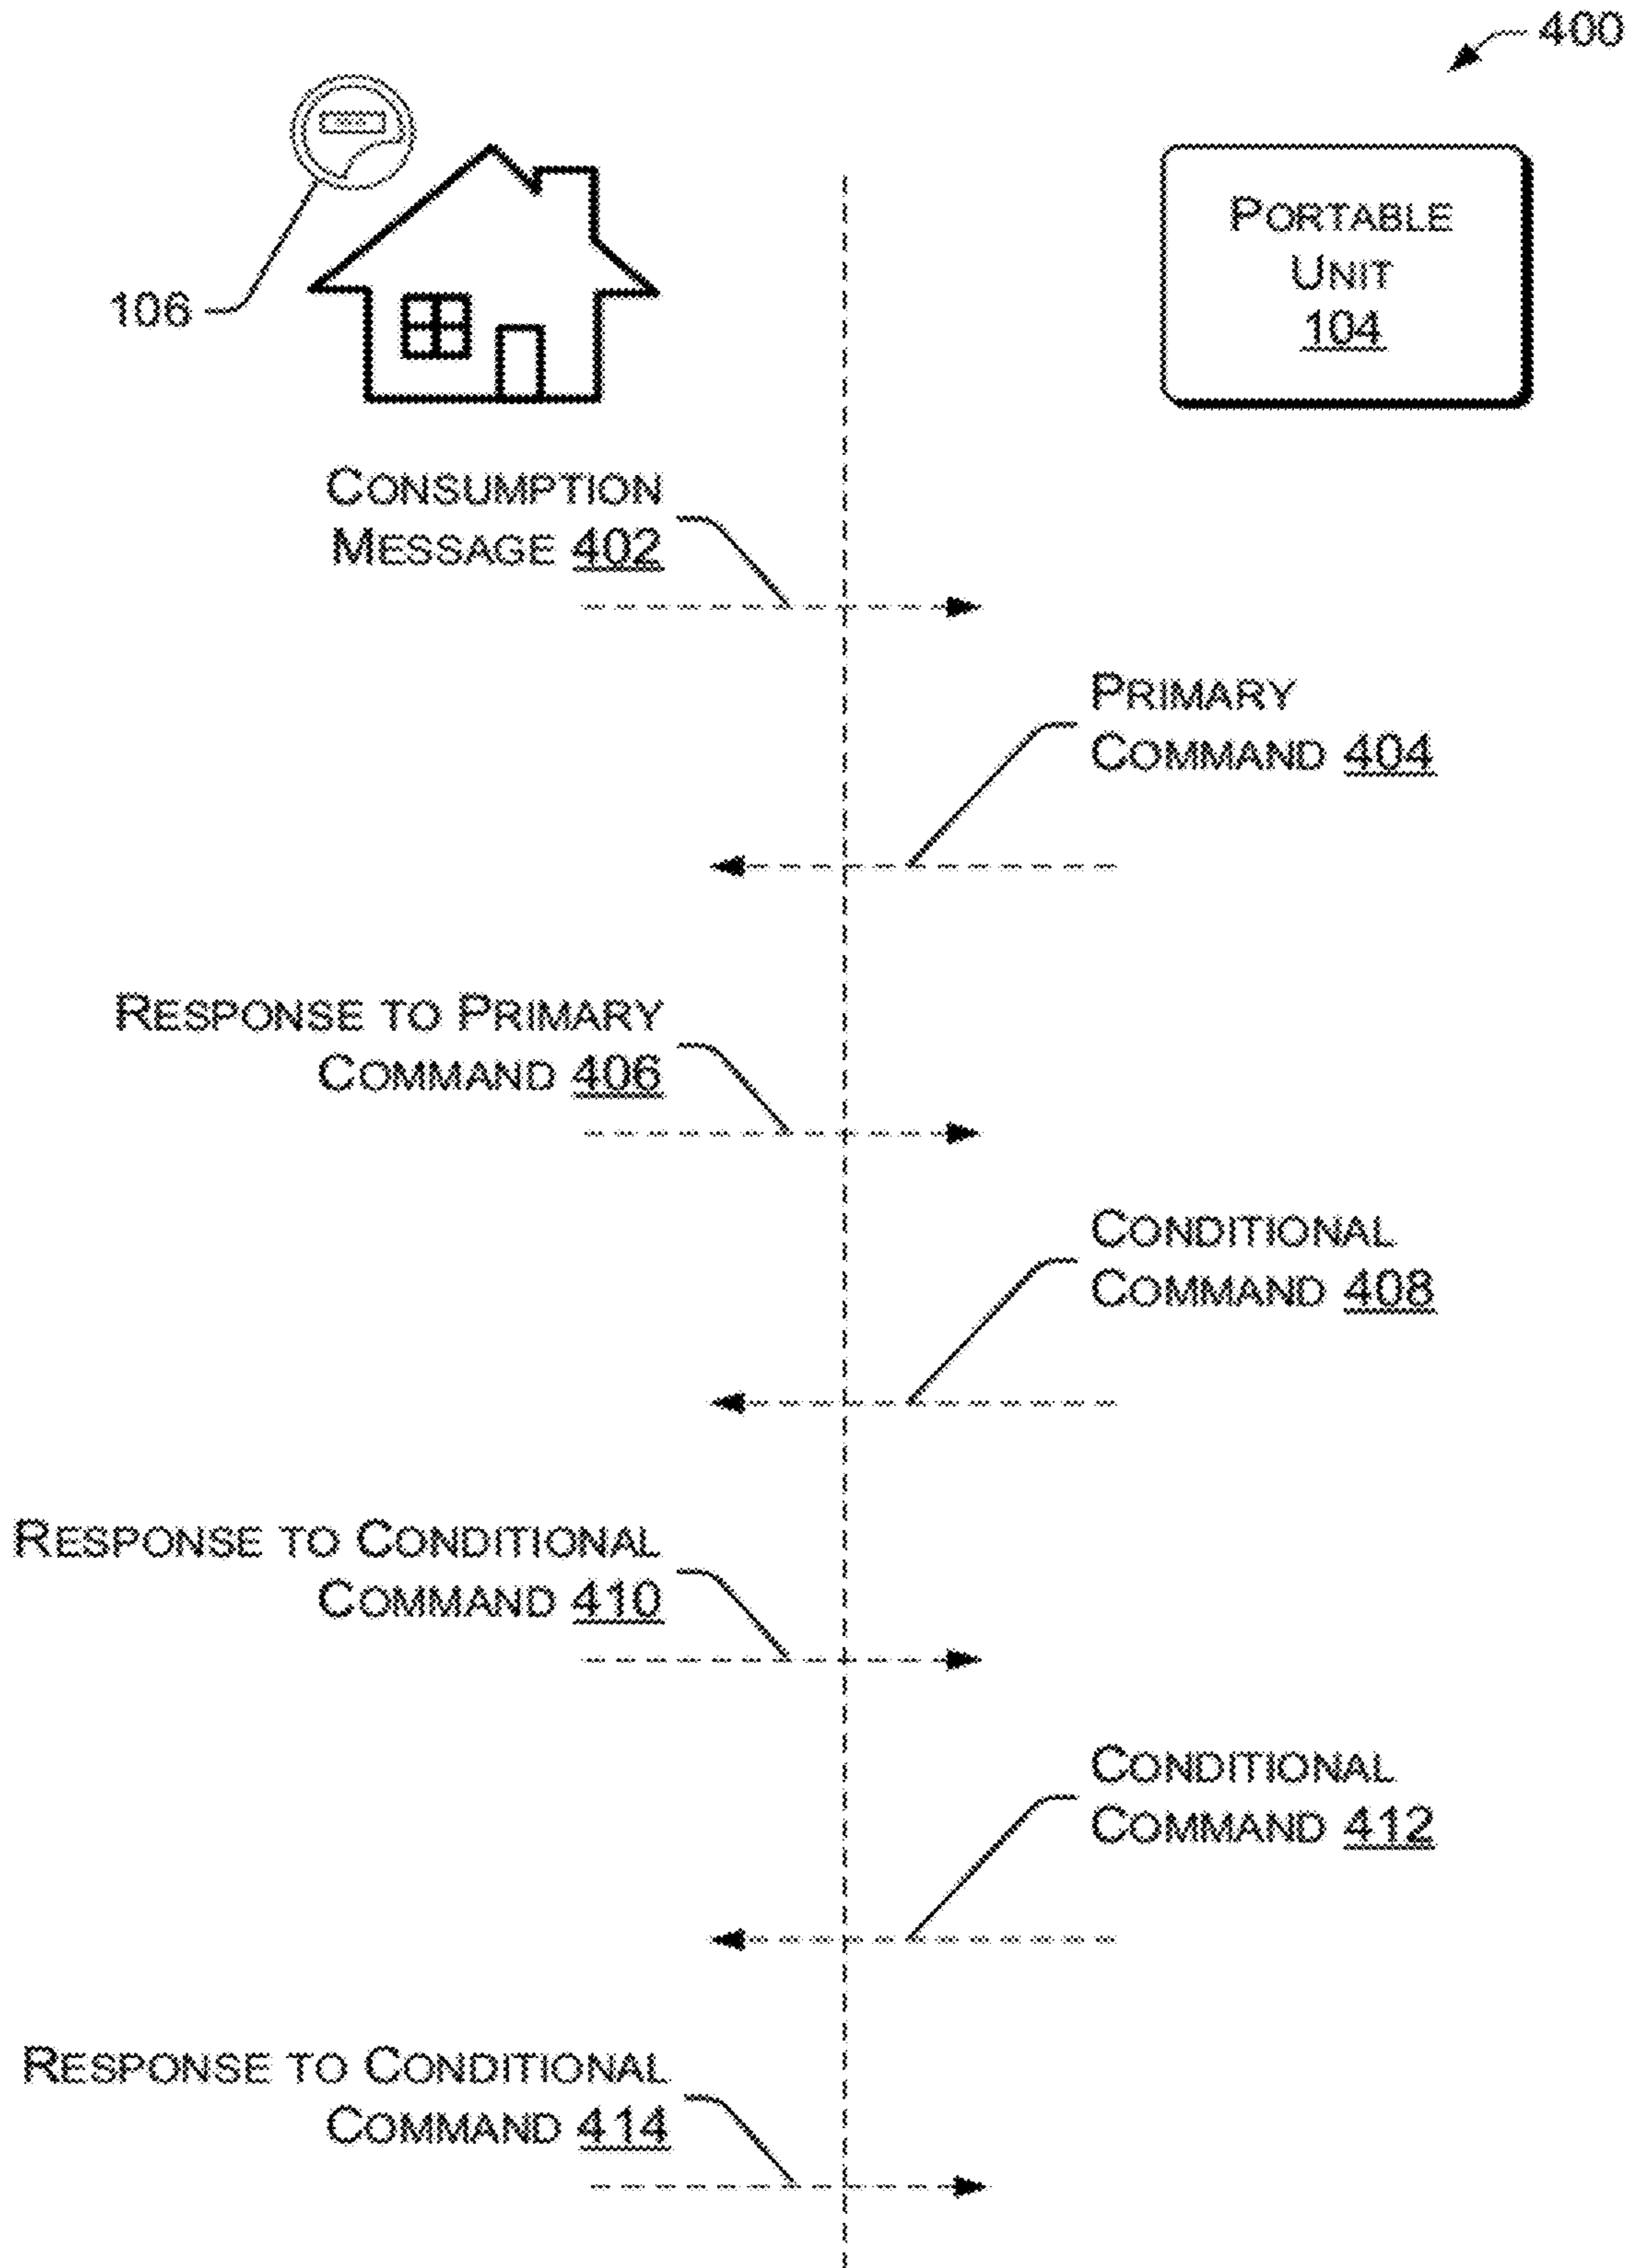 400
PORTABLE
UNIT
104
106
CONSUMPTION
MESSAGE 402
PRIMARY
COMMAND 404
RESPONSE TO PRIMARY
COMMAND 406
CONDITIONAL
COMMAND 408
RESPONSE TO CONDITIONAL
COMMAND 410
CONDITIONAL
COMMAND 412
RESPONSE TO CONDITIONAL
COMMAND 414